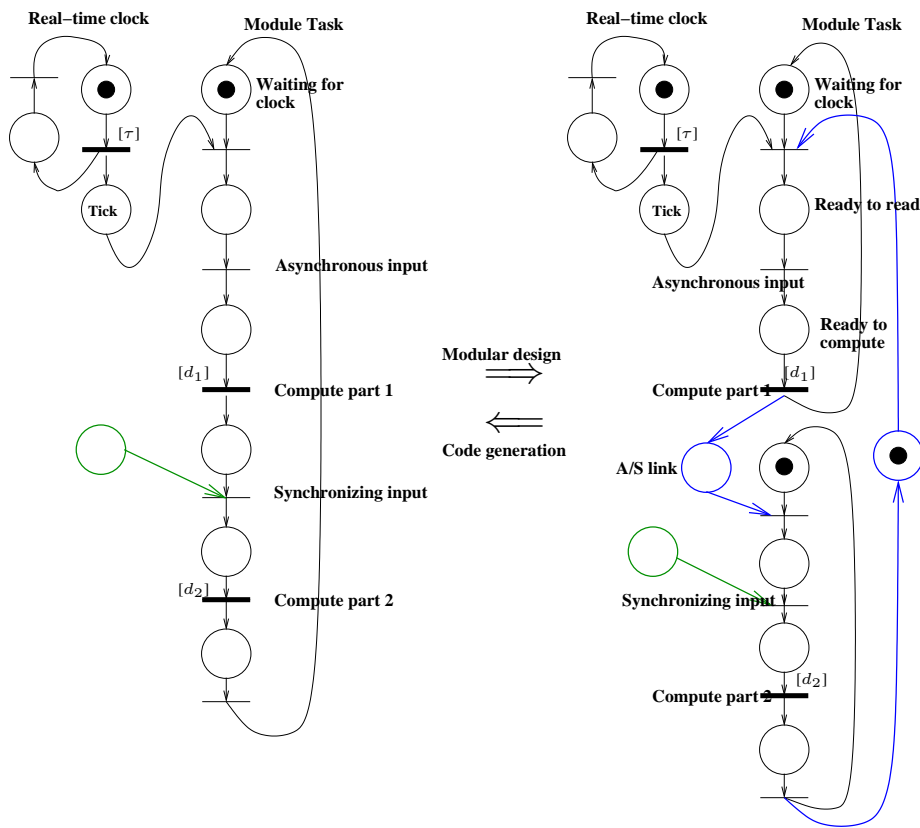 Real-time clock
Module Task
Waiting for
clock
[τ]
Tick
Asynchronous input
[d1]
Compute part 1
Synchronizing input
[d2]
Compute part 2
Modular design
⇒
⇐
Code generation
Real-time clock
Module Task
Waiting for
clock
[τ]
Tick
Ready to read
Asynchronous input
Ready to
compute
[d1]
Compute part 1
A/S link
Synchronizing input
[d2]
Compute part 2